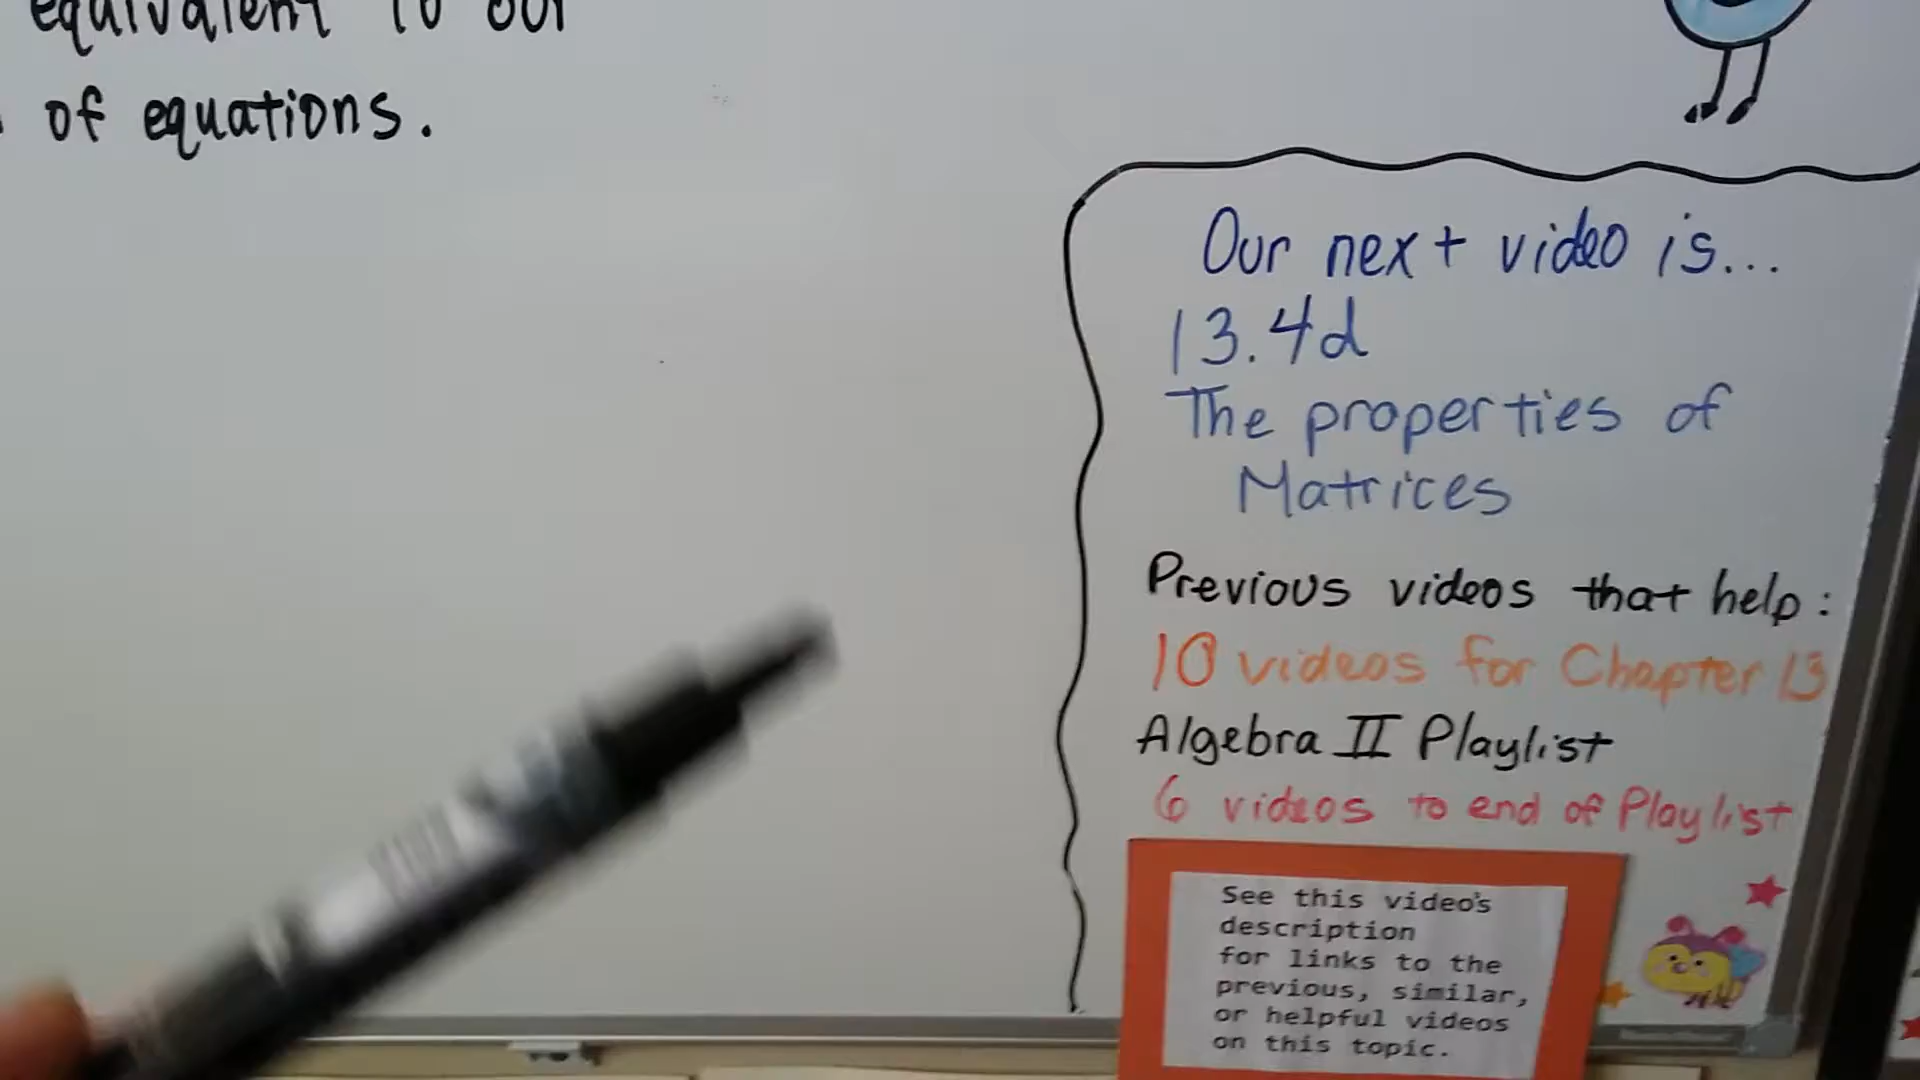 equivalent to our
of equations.
Our next video is...
13.4d
The properties of
Matrices
Previous videos that help:
10 videos for Chapter 13
Algebra II Playlist
6 videos to end of Playlist
See this video's
description
for links to the
previous, similar,
or helpful videos
on this topic.